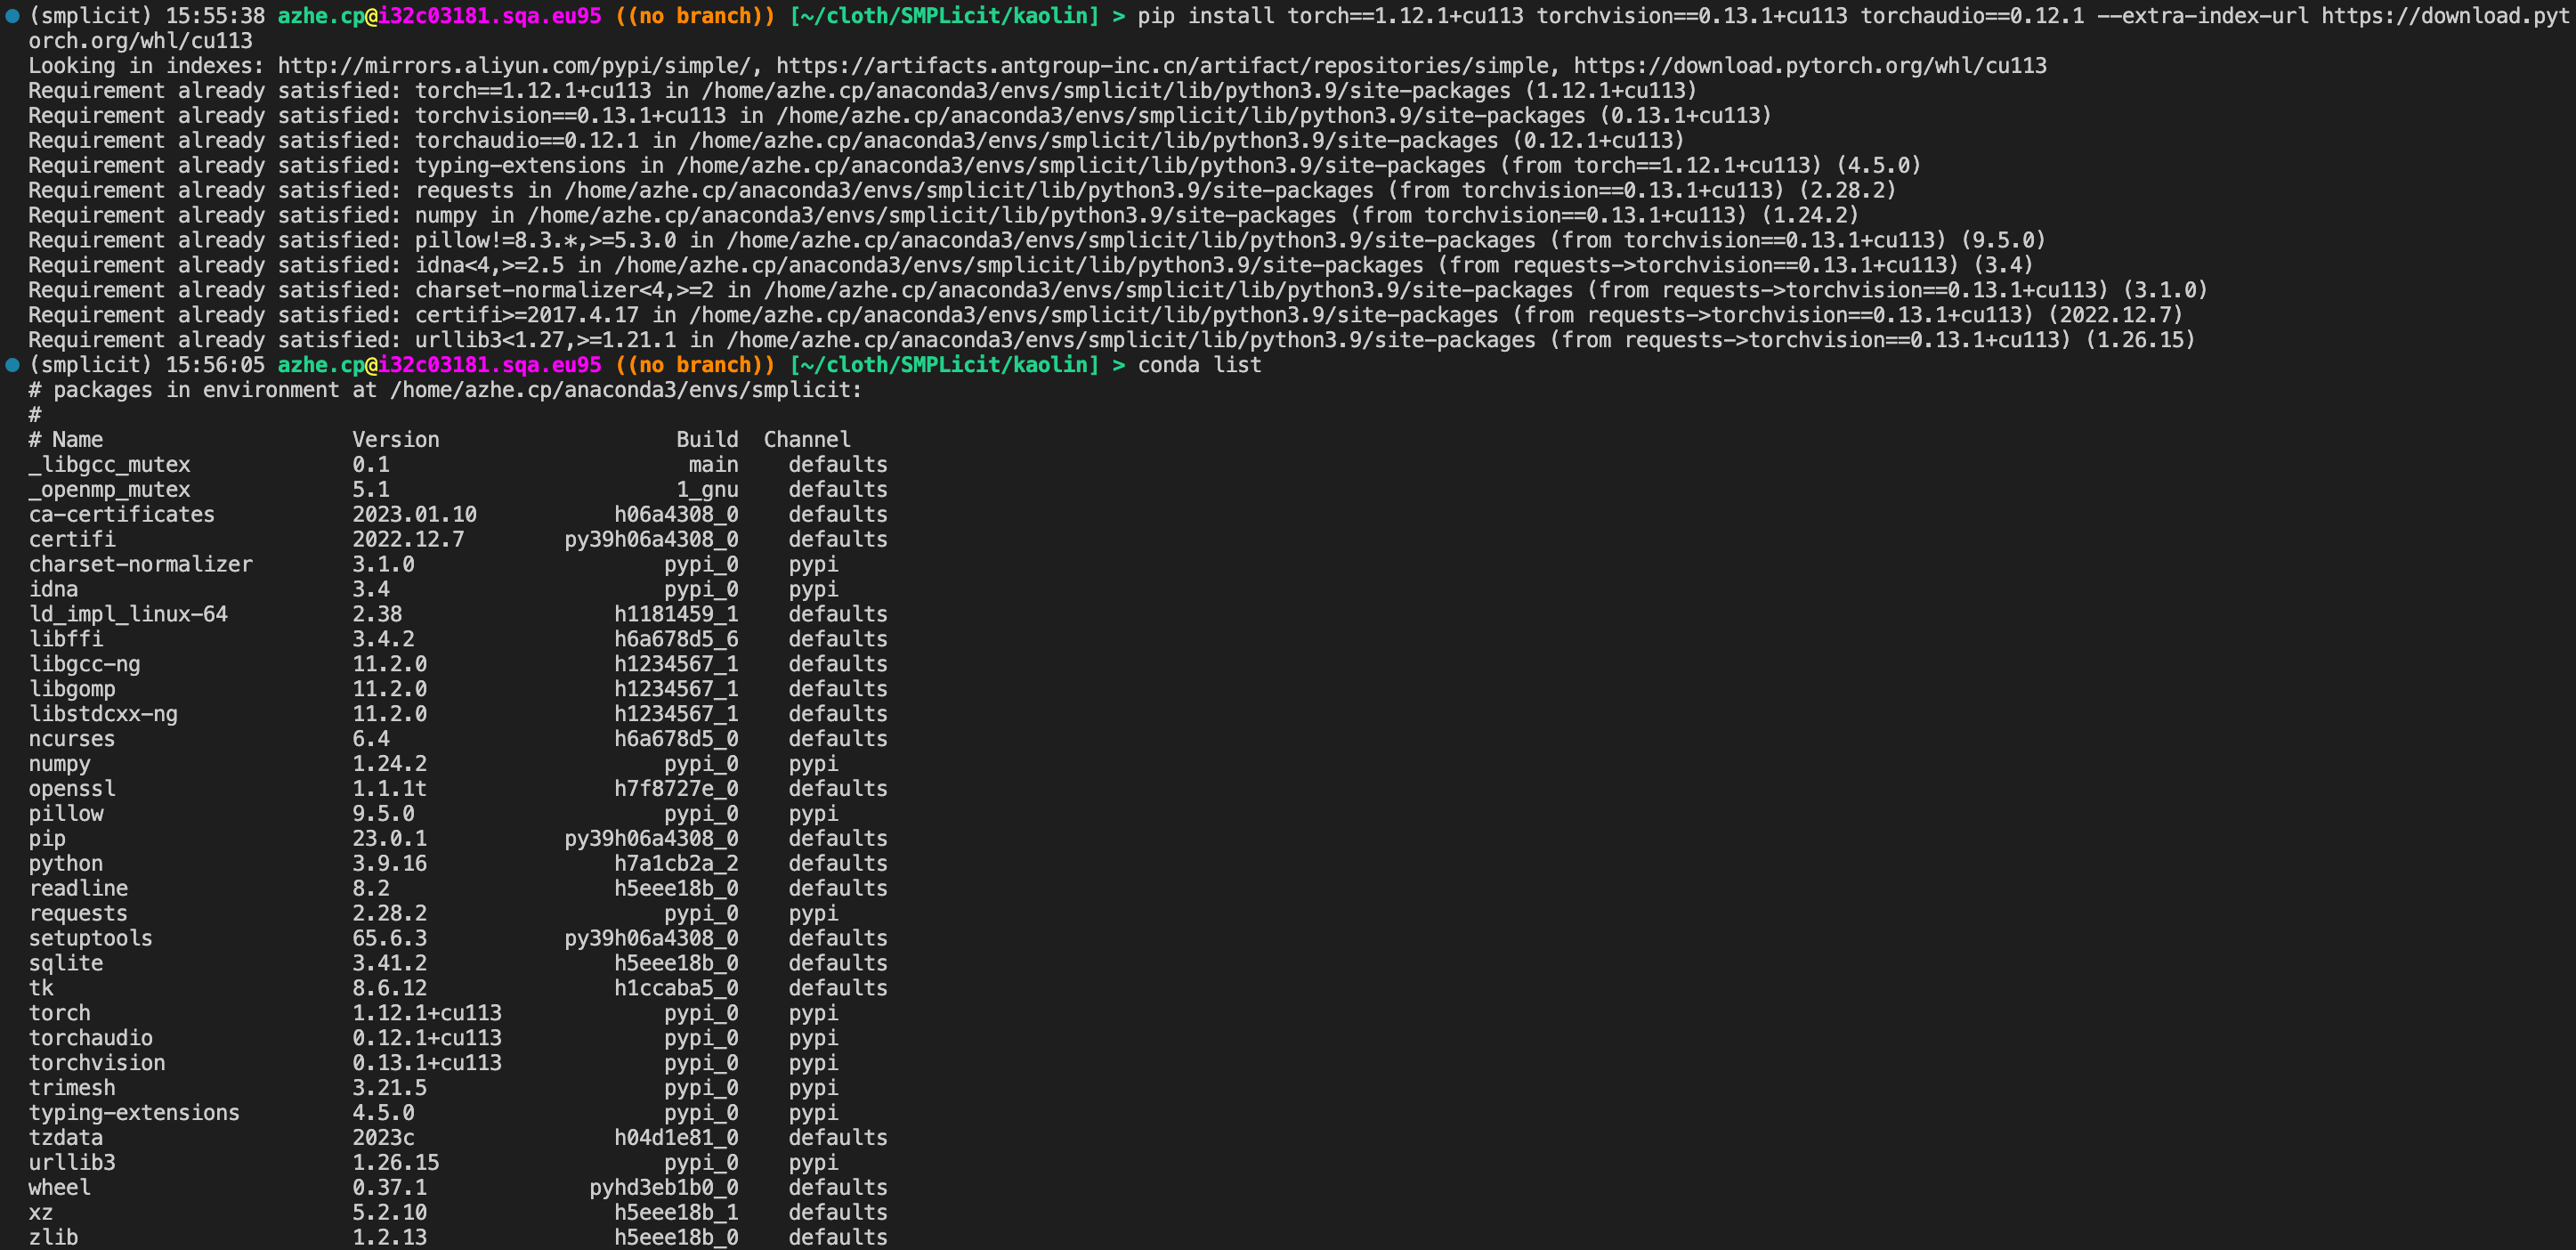 (smplicit) 15:55:38 azhe.cp@i32c03181.sqa.eu95 ((no branch)) [~/cloth/SMPLicit/kaolin] > pip install torch==1.12.1+cu113 torchvision==0.13.1+cu113 torchaudio==0.12.1 --extra-index-url https://download.pyt
orch.org/whl/cu113
Looking in indexes: http://mirrors.aliyun.com/pypi/simple/, https://artifacts.antgroup-inc.cn/artifact/repositories/simple, https://download.pytorch.org/whl/cu113
Requirement already satisfied: torch==1.12.1+cu113 in /home/azhe.cp/anaconda3/envs/smplicit/lib/python3.9/site-packages (1.12.1+cu113)
Requirement already satisfied: torchvision==0.13.1+cu113 in /home/azhe.cp/anaconda3/envs/smplicit/lib/python3.9/site-packages (0.13.1+cu113)
Requirement already satisfied: torchaudio==0.12.1 in /home/azhe.cp/anaconda3/envs/smplicit/lib/python3.9/site-packages (0.12.1+cu113)
Requirement already satisfied: typing-extensions in /home/azhe.cp/anaconda3/envs/smplicit/lib/python3.9/site-packages (from torch==1.12.1+cu113) (4.5.0)
Requirement already satisfied: requests in /home/azhe.cp/anaconda3/envs/smplicit/lib/python3.9/site-packages (from torchvision==0.13.1+cu113) (2.28.2)
Requirement already satisfied: numpy in /home/azhe.cp/anaconda3/envs/smplicit/lib/python3.9/site-packages (from torchvision==0.13.1+cu113) (1.24.2)
Requirement already satisfied: pillow!=8.3.*,>=5.3.0 in /home/azhe.cp/anaconda3/envs/smplicit/lib/python3.9/site-packages (from torchvision==0.13.1+cu113) (9.5.0)
Requirement already satisfied: idna<4,>=2.5 in /home/azhe.cp/anaconda3/envs/smplicit/lib/python3.9/site-packages (from requests->torchvision==0.13.1+cu113) (3.4)
Requirement already satisfied: charset-normalizer<4,>=2 in /home/azhe.cp/anaconda3/envs/smplicit/lib/python3.9/site-packages (from requests->torchvision==0.13.1+cu113) (3.1.0)
Requirement already satisfied: certifi>=2017.4.17 in /home/azhe.cp/anaconda3/envs/smplicit/lib/python3.9/site-packages (from requests->torchvision==0.13.1+cu113) (2022.12.7)
Requirement already satisfied: urllib3<1.27,>=1.21.1 in /home/azhe.cp/anaconda3/envs/smplicit/lib/python3.9/site-packages (from requests->torchvision==0.13.1+cu113) (1.26.15)
(smplicit) 15:56:05 azhe.cp@i32c03181.sqa.eu95 ((no branch)) [~/cloth/SMPLicit/kaolin] > conda list
# packages in environment at /home/azhe.cp/anaconda3/envs/smplicit:
#
# Name Version Build Channel
_libgcc_mutex 0.1 main defaults
_openmp_mutex 5.1 1_gnu defaults
ca-certificates 2023.01.10 h06a4308_0 defaults
certifi 2022.12.7 py39h06a4308_0 defaults
charset-normalizer 3.1.0 pypi_0 pypi
idna 3.4 pypi_0 pypi
ld_impl_linux-64 2.38 h1181459_1 defaults
libffi 3.4.2 h6a678d5_6 defaults
libgcc-ng 11.2.0 h1234567_1 defaults
libgomp 11.2.0 h1234567_1 defaults
libstdcxx-ng 11.2.0 h1234567_1 defaults
ncurses 6.4 h6a678d5_0 defaults
numpy 1.24.2 pypi_0 pypi
openssl 1.1.1t h7f8727e_0 defaults
pillow 9.5.0 pypi_0 pypi
pip 23.0.1 py39h06a4308_0 defaults
python 3.9.16 h7a1cb2a_2 defaults
readline 8.2 h5eee18b_0 defaults
requests 2.28.2 pypi_0 pypi
setuptools 65.6.3 py39h06a4308_0 defaults
sqlite 3.41.2 h5eee18b_0 defaults
tk 8.6.12 h1ccaba5_0 defaults
torch 1.12.1+cu113 pypi_0 pypi
torchaudio 0.12.1+cu113 pypi_0 pypi
torchvision 0.13.1+cu113 pypi_0 pypi
trimesh 3.21.5 pypi_0 pypi
typing-extensions 4.5.0 pypi_0 pypi
tzdata 2023c h04d1e81_0 defaults
urllib3 1.26.15 pypi_0 pypi
wheel 0.37.1 pyhd3eb1b0_0 defaults
xz 5.2.10 h5eee18b_1 defaults
zlib 1.2.13 h5eee18b_0 defaults